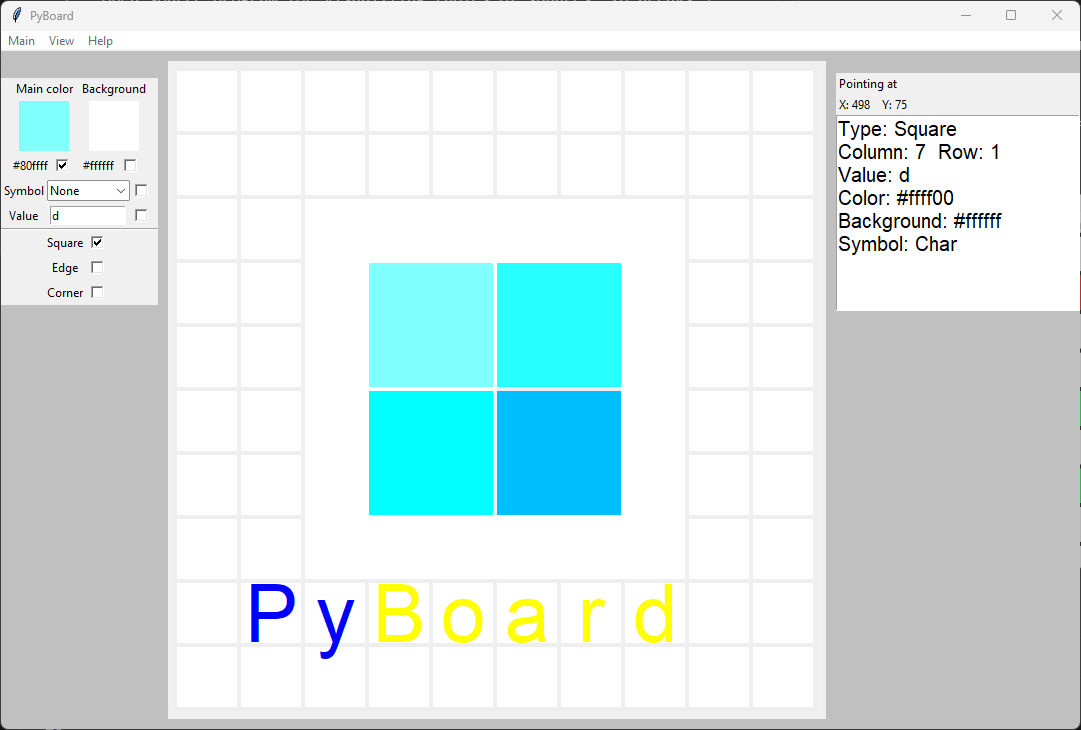 PyBoard
Main View Help
Main color Background
#80ffff #ffffff
Symbol None
Value d
Square
Edge
Corner
PyBoard
Pointing at
X: 498 Y: 75
Type: Square
Column: 7 Row: 1
Value: d
Color: #ffff00
Background: #ffffff
Symbol: Char